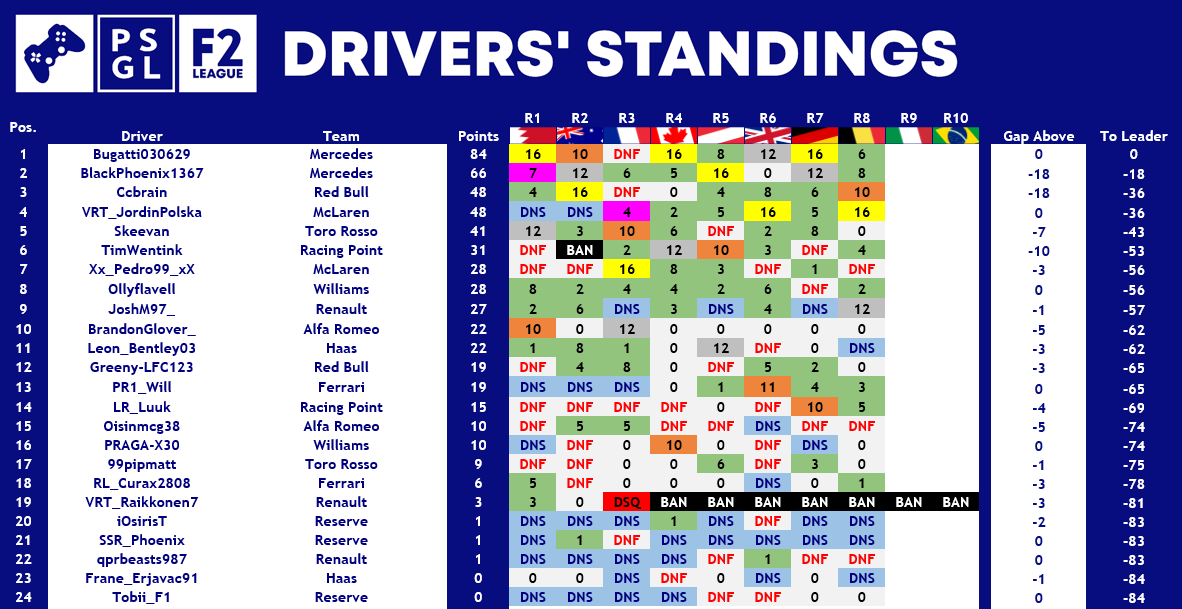 PS
GL
F2
LEAGUE
DRIVERS' STANDINGS
Pos. Driver Team Points R1 R2 R3 R4 R5 R6 R7 R8 R9 R10 Gap Above To Leader
1 Bugatti030629 Mercedes 84 16 10 DNF 16 8 12 16 6 0 0
2 BlackPhoenix1367 Mercedes 66 7 12 6 5 16 0 12 8 -18 -18
3 Ccbrain Red Bull 48 4 16 DNF 0 4 8 6 10 -18 -36
4 VRT_JordinPolska McLaren 48 DNS DNS 4 2 5 16 5 16 0 -36
5 Skeevan Toro Rosso 41 12 3 10 6 DNF 2 8 0 -7 -43
6 TimWentink Racing Point 31 DNF BAN 2 12 10 3 DNF 4 -10 -53
7 Xx_Pedro99_xX McLaren 28 DNF DNF 16 8 3 DNF 1 DNF -3 -56
8 Ollyflavell Williams 28 8 2 4 4 2 6 DNF 2 0 -56
9 JoshM97_ Renault 27 2 6 DNS 3 DNS 4 DNS 12 -1 -57
10 BrandonGlover_ Alfa Romeo 22 10 0 12 0 0 0 0 0 -5 -62
11 Leon_Bentley03 Haas 22 1 8 1 0 12 DNF 0 DNS -3 -62
12 Greeny-LFC123 Red Bull 19 DNF 4 8 0 DNF 5 2 0 -3 -65
13 PR1_Will Ferrari 19 DNS DNS DNS 0 1 11 4 3 0 -65
14 LR_Luuk Racing Point 15 DNF DNF DNF DNF 0 DNF 10 5 -4 -69
15 Oisinmcg38 Alfa Romeo 10 DNF 5 5 DNF DNF DNS DNF DNF -5 -74
16 PRAGA-X30 Williams 10 DNS DNF 0 10 0 DNF DNS 0 0 -74
17 99pipmatt Toro Rosso 9 DNF DNF 0 0 6 DNF 3 0 -1 -75
18 RL_Curax2808 Ferrari 6 5 DNF 0 0 0 DNS 0 1 -3 -78
19 VRT_Raikkonen7 Renault 3 3 0 DSQ BAN BAN BAN BAN BAN BAN BAN -3 -81
20 iOsirisT Reserve 1 DNS DNS DNS 1 DNS DNF DNS DNS -2 -83
21 SSR_Phoenix Reserve 1 DNS 1 DNF DNS DNS DNS DNS DNS 0 -83
22 qprbeasts987 Renault 1 DNS DNS DNS DNS DNF 1 DNF DNF 0 -83
23 Frane_Erjavac91 Haas 0 0 0 DNS DNF 0 DNS 0 DNS -1 -84
24 Tobii_F1 Reserve 0 DNS DNS DNS DNS DNF DNF 0 0 0 -84